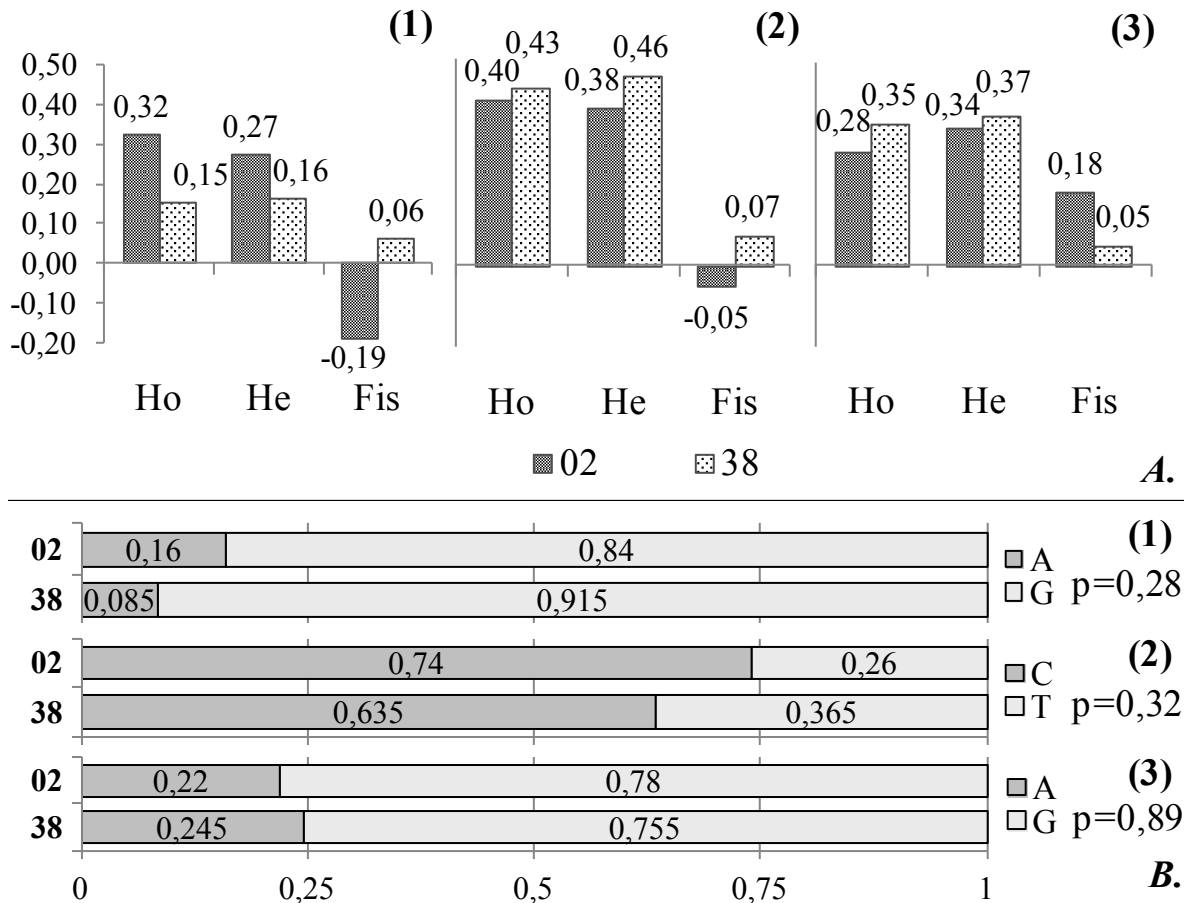 (1) (2) (3)
0,50
0,40
0,30
0,20
0,10
0,00
-0,10
-0,20
0,32 0,15 0,27 0,16 -0,19 0,06
0,40 0,43 0,38 0,46 -0,05 0,07
0,28 0,35 0,34 0,37 0,18 0,05
Ho He Fis Ho He Fis Ho He Fis
02 38
A.
02 0,16 0,84
38 0,085 0,915
(1)
A
G p=0,28
02 0,74 0,26
38 0,635 0,365
(2)
C
T p=0,32
02 0,22 0,78
38 0,245 0,755
(3)
A
G p=0,89
0 0,25 0,5 0,75 1
B.